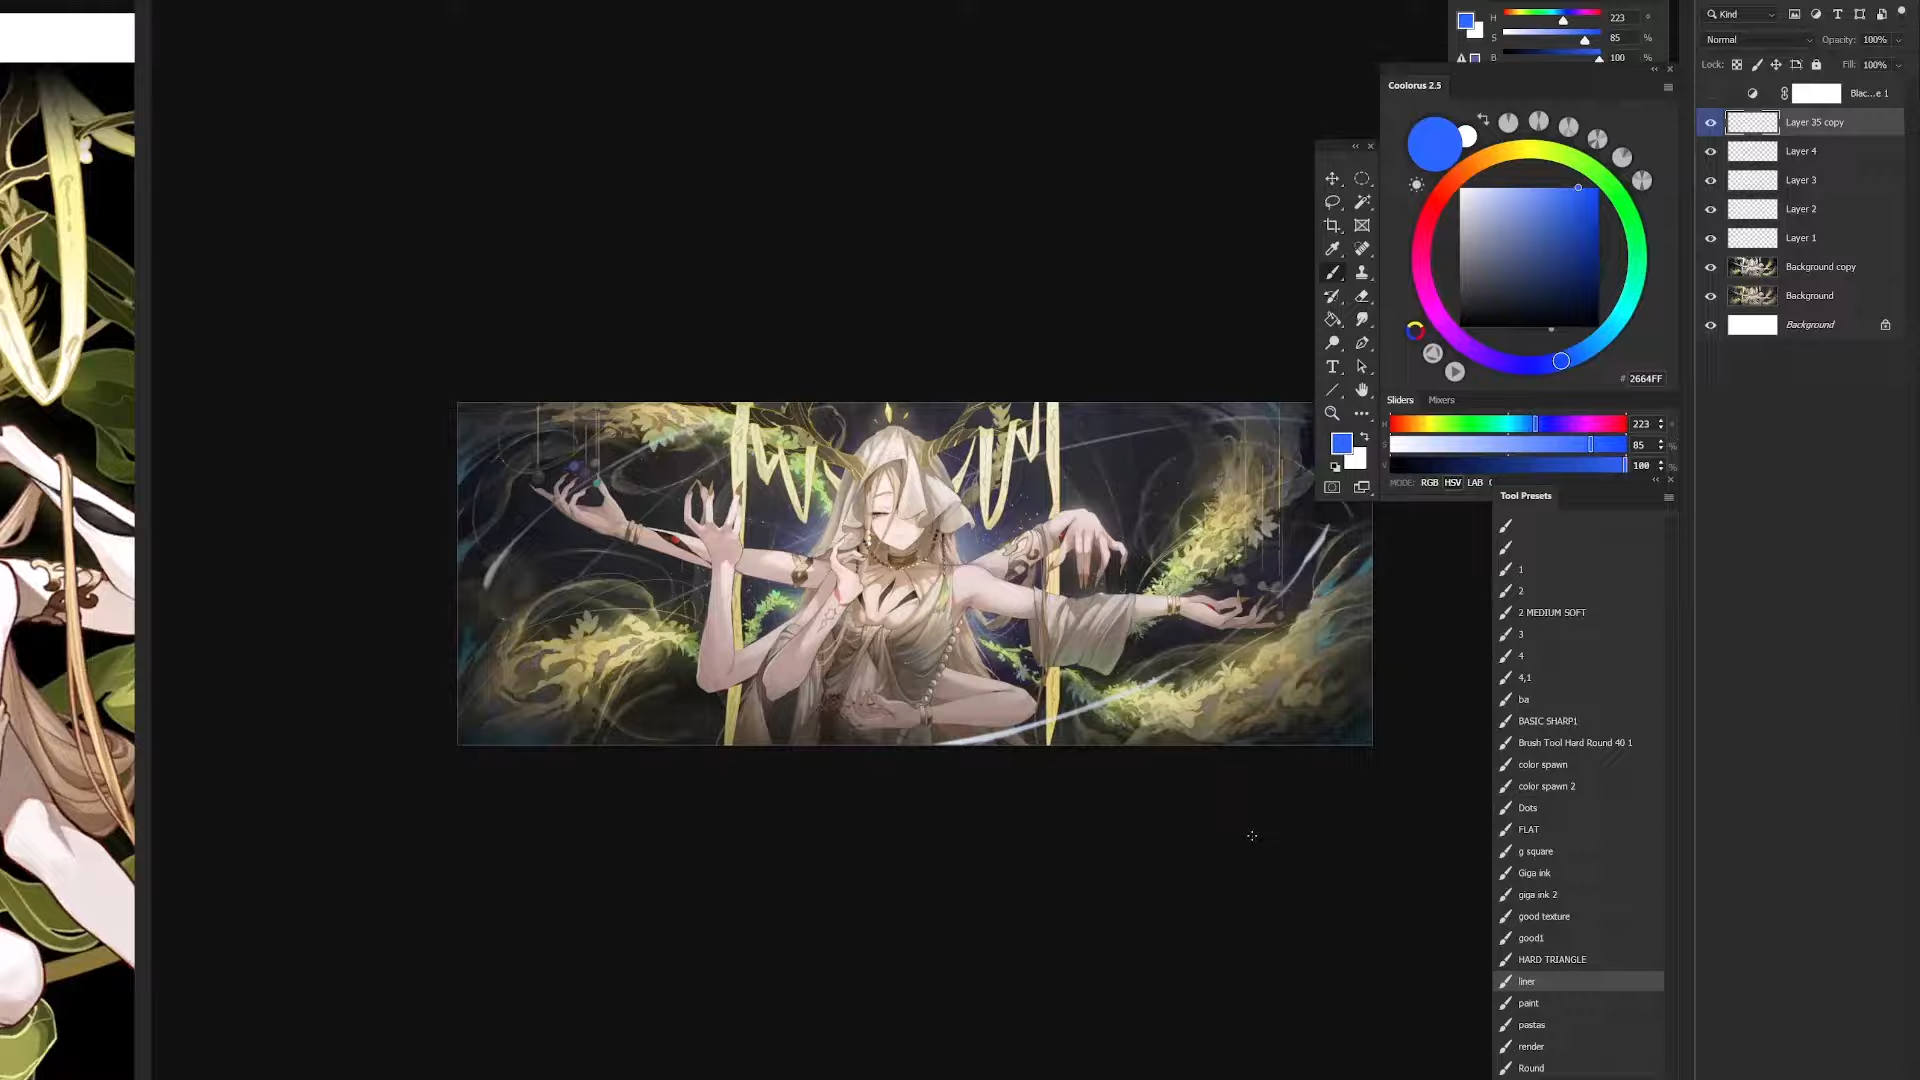 H 223 °
S 85 %
B 100 %
Kind
Normal Opacity: 100%
Lock: Fill: 100%
Blac...e 1
Layer 35 copy
Layer 4
Layer 3
Layer 2
Layer 1
Background copy
Background
Background
Coolorus 2.5
# 2664FF
Sliders Mixers
H 223 °
S 85 %
V 100 %
MODE: RGB HSV LAB
Tool Presets
1
2
2 MEDIUM SOFT
3
4
4,1
ba
BASIC SHARP1
Brush Tool Hard Round 40 1
color spawn
color spawn 2
Dots
FLAT
g square
Giga ink
giga ink 2
good texture
good1
HARD TRIANGLE
liner
paint
pastas
render
Round